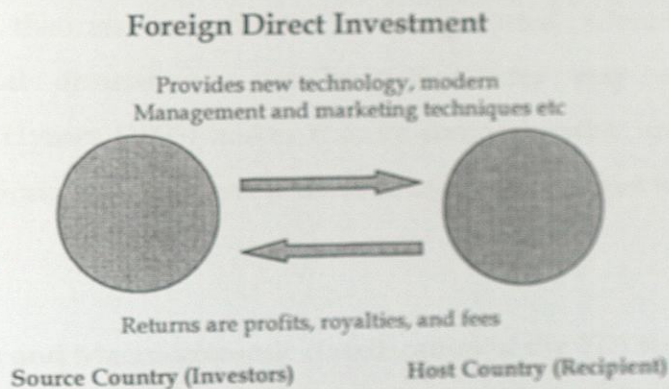 Foreign Direct Investment
Provides new technology, modern
Management and marketing techniques etc
Returns are profits, royalties, and fees
Source Country (Investors)
Host Country (Recipient)